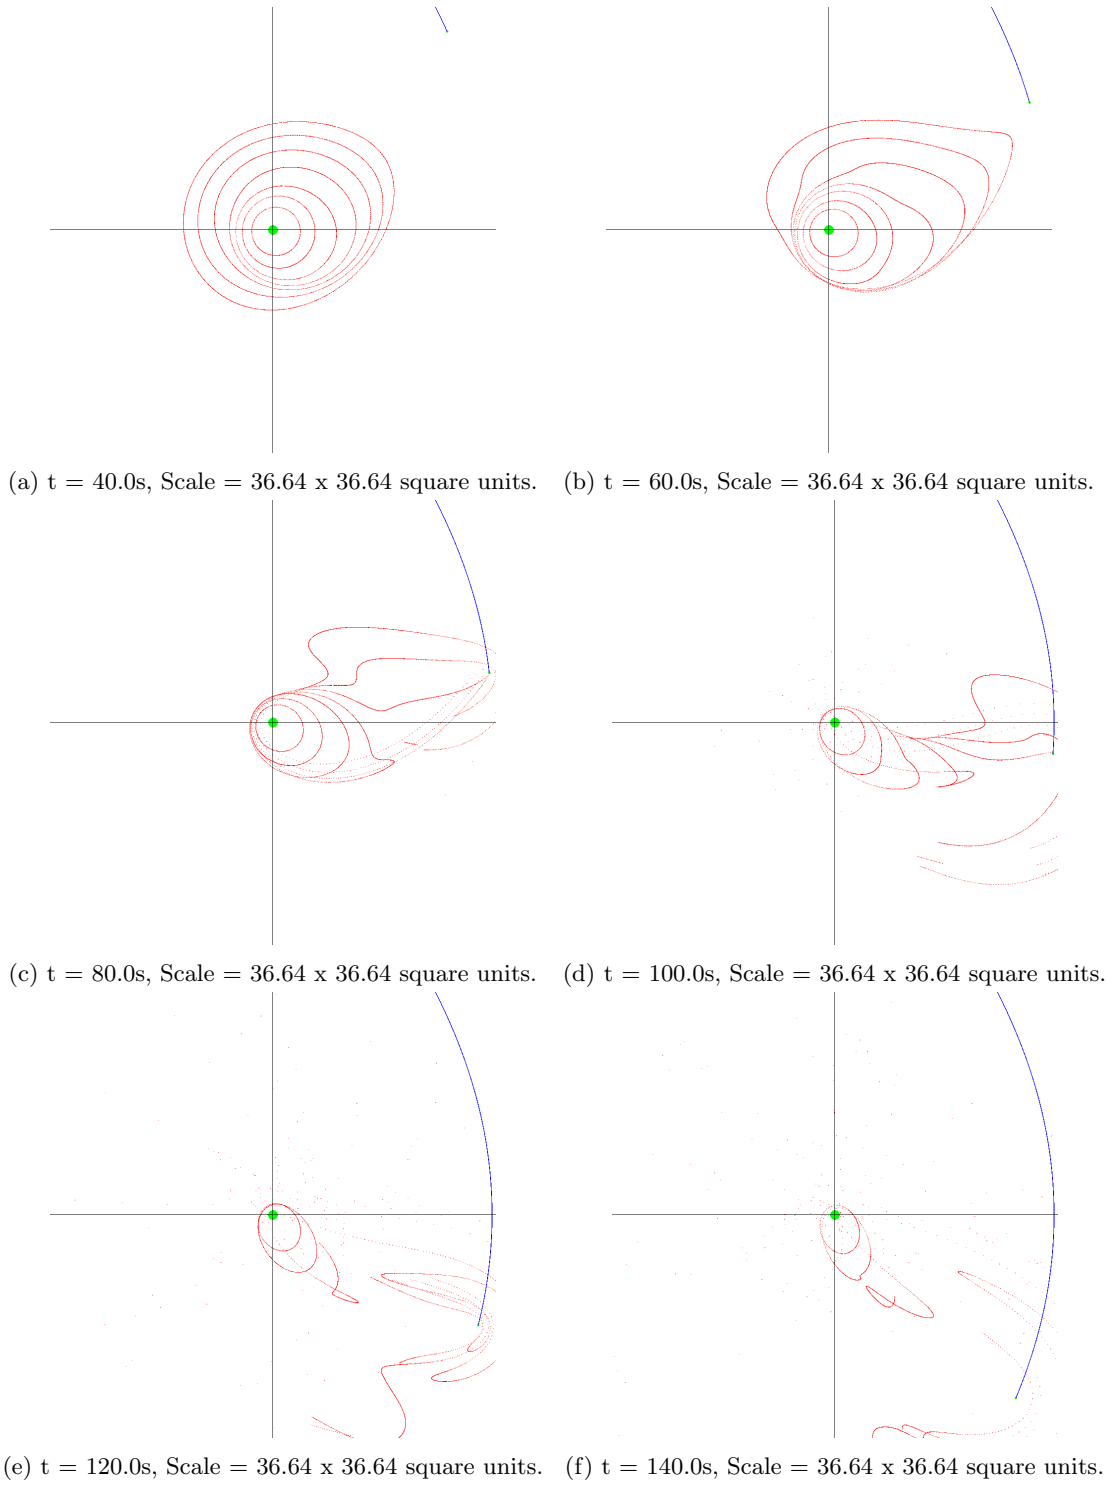 (a) t = 40.0s, Scale = 36.64 x 36.64 square units.
(b) t = 60.0s, Scale = 36.64 x 36.64 square units.
(c) t = 80.0s, Scale = 36.64 x 36.64 square units.
(d) t = 100.0s, Scale = 36.64 x 36.64 square units.
(e) t = 120.0s, Scale = 36.64 x 36.64 square units.
(f) t = 140.0s, Scale = 36.64 x 36.64 square units.